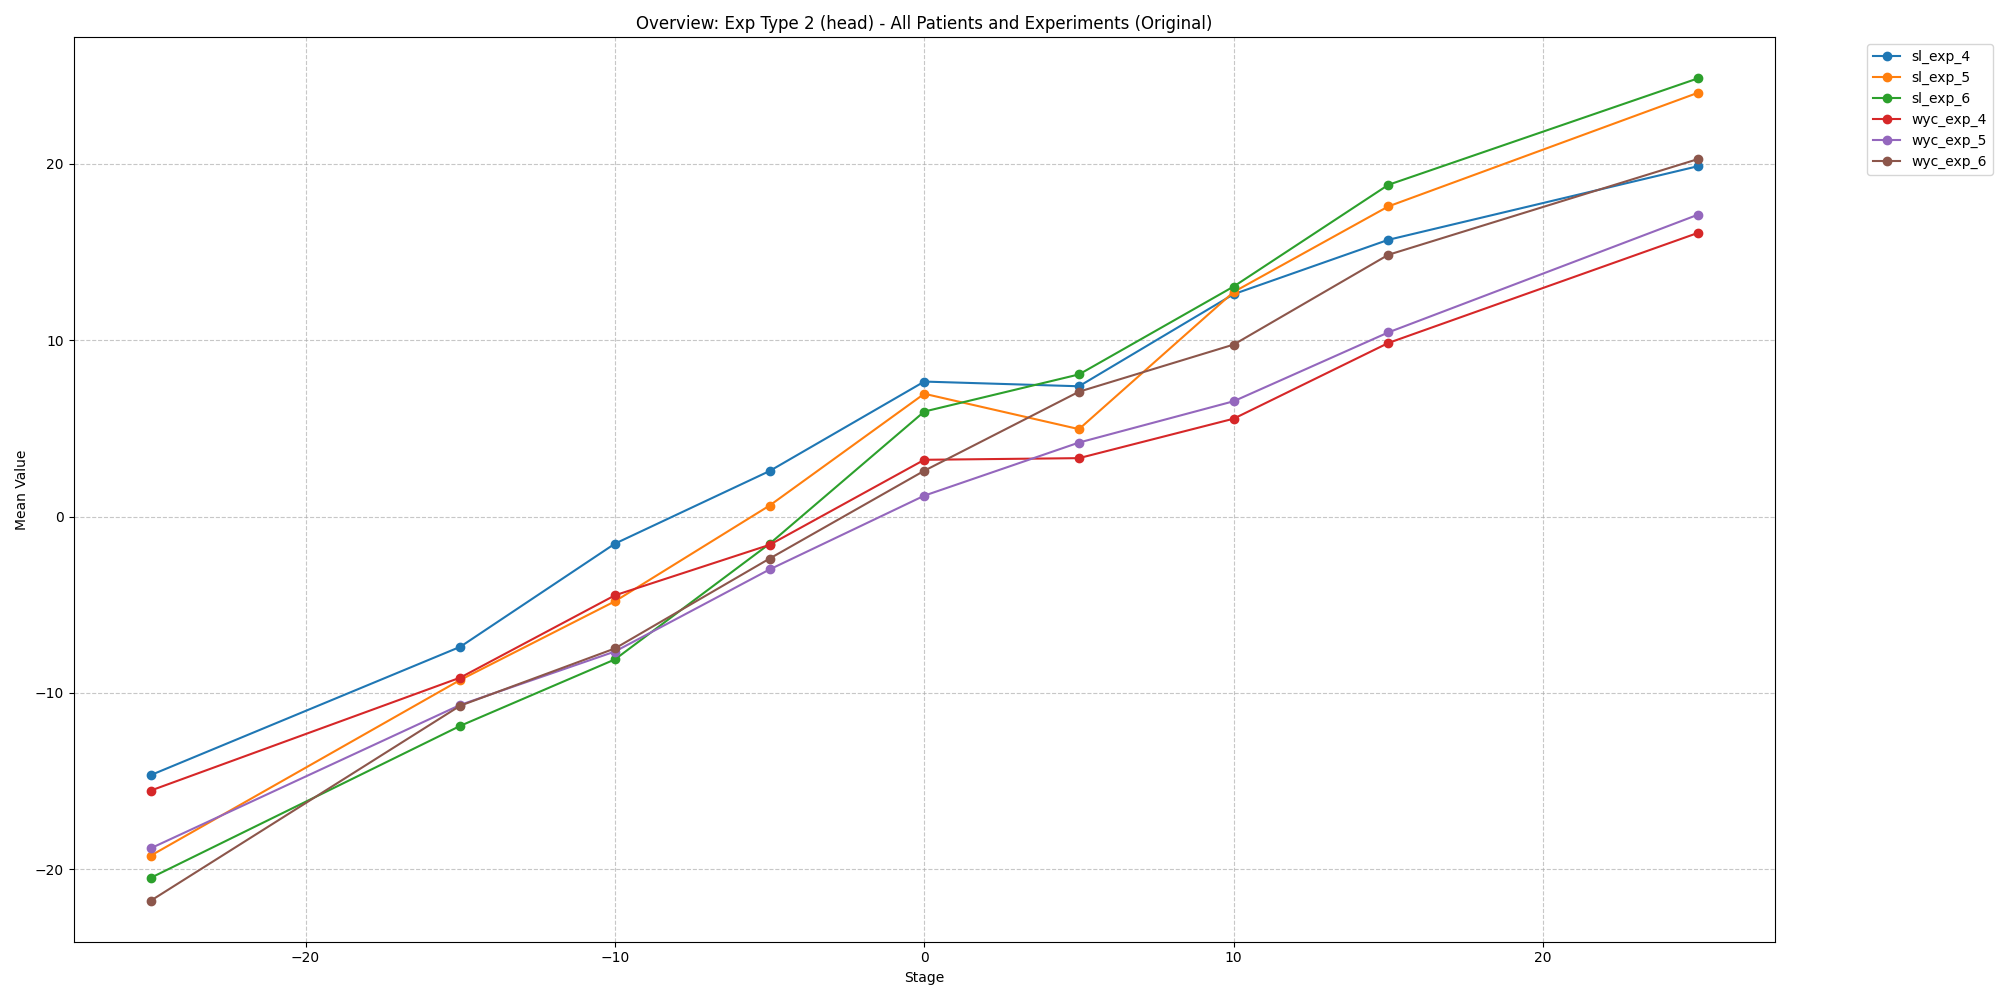 Overview: Exp Type 2 (head) - All Patients and Experiments (Original)
sl_exp_4
sl_exp_5
sl_exp_6
wyc_exp_4
wyc_exp_5
wyc_exp_6
Mean Value
20
10
0
−10
−20
−20 −10 0 10 20
Stage